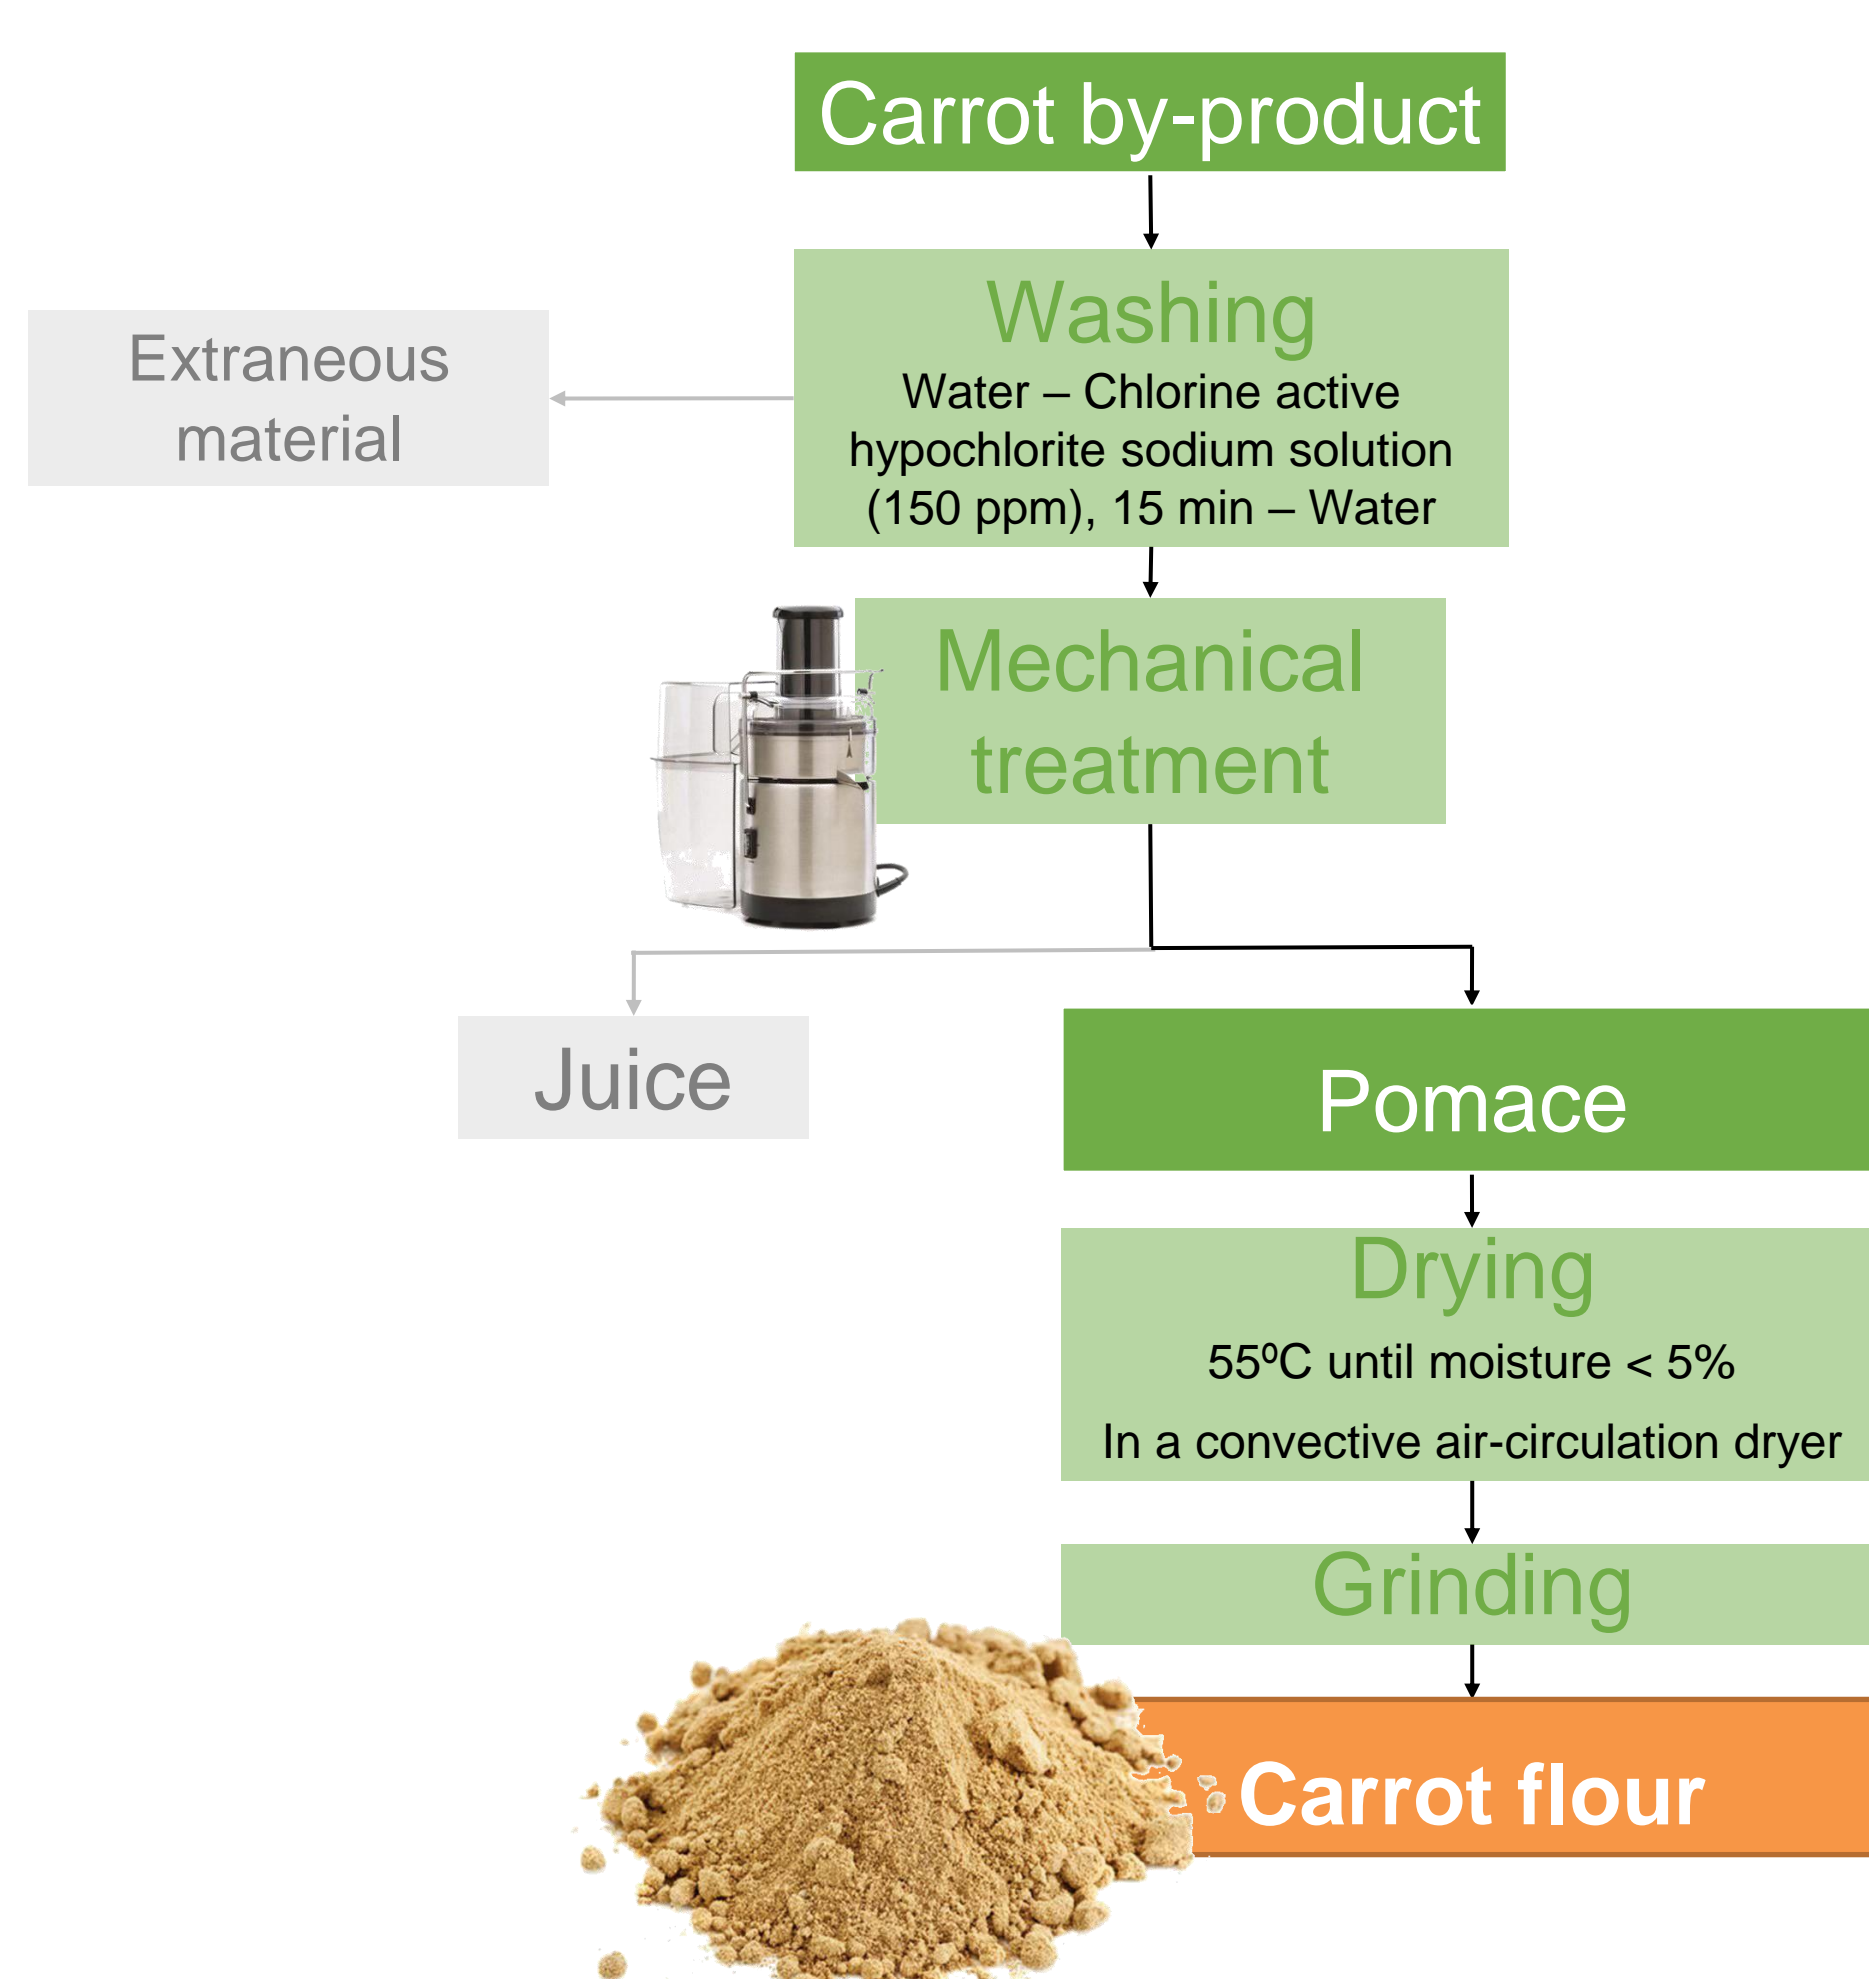 Carrot by-product
Washing
Water – Chlorine active
hypochlorite sodium solution
(150 ppm), 15 min – Water
Extraneous
material
Mechanical
treatment
Juice
Pomace
Drying
55⁰C until moisture < 5%
In a convective air-circulation dryer
Grinding
Carrot flour